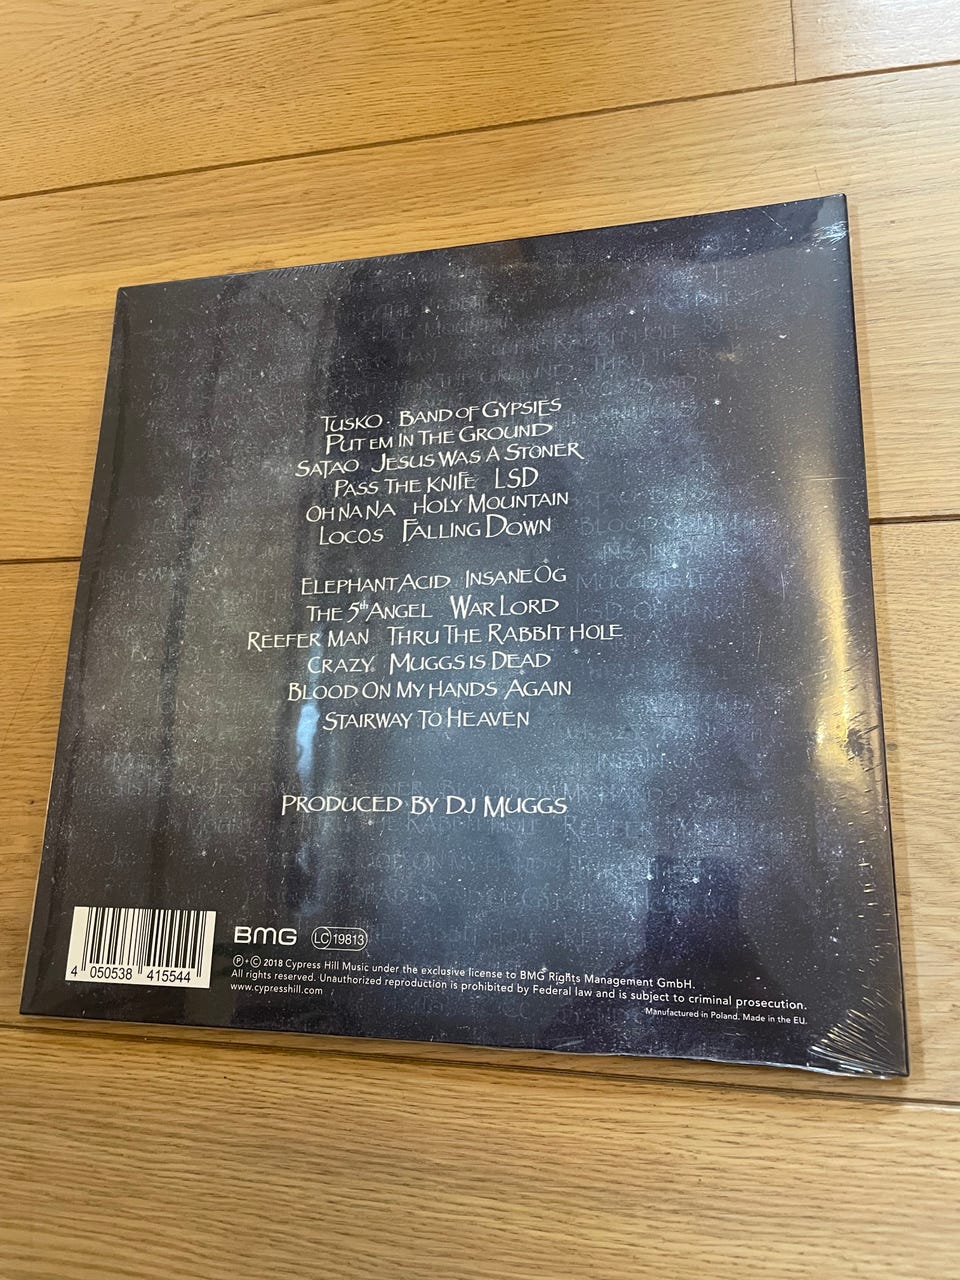 TUSKO · BAND OF GYPSIES
PUT EM IN THE GROUND
SATAO JESUS WAS A STONER
PASS THE KNIFE LSD
OH NA NA HOLY MOUNTAIN
LOCOS FALLING DOWN
ELEPHANT ACID INSANE OG
THE 5th ANGEL WARLORD
REEFER MAN THRU THE RABBIT HOLE
CRAZY MUGGS IS DEAD
BLOOD ON MY HANDS AGAIN
STAIRWAY TO HEAVEN
PRODUCED BY DJ MUGGS
BMG LC 19813
4 050538 415544
℗+© 2018 Cypress Hill Music under the exclusive license to BMG Rights Management GmbH.
All rights reserved. Unauthorized reproduction is prohibited by Federal law and is subject to criminal prosecution.
www.cypresshill.com
Manufactured in Poland. Made in the EU.